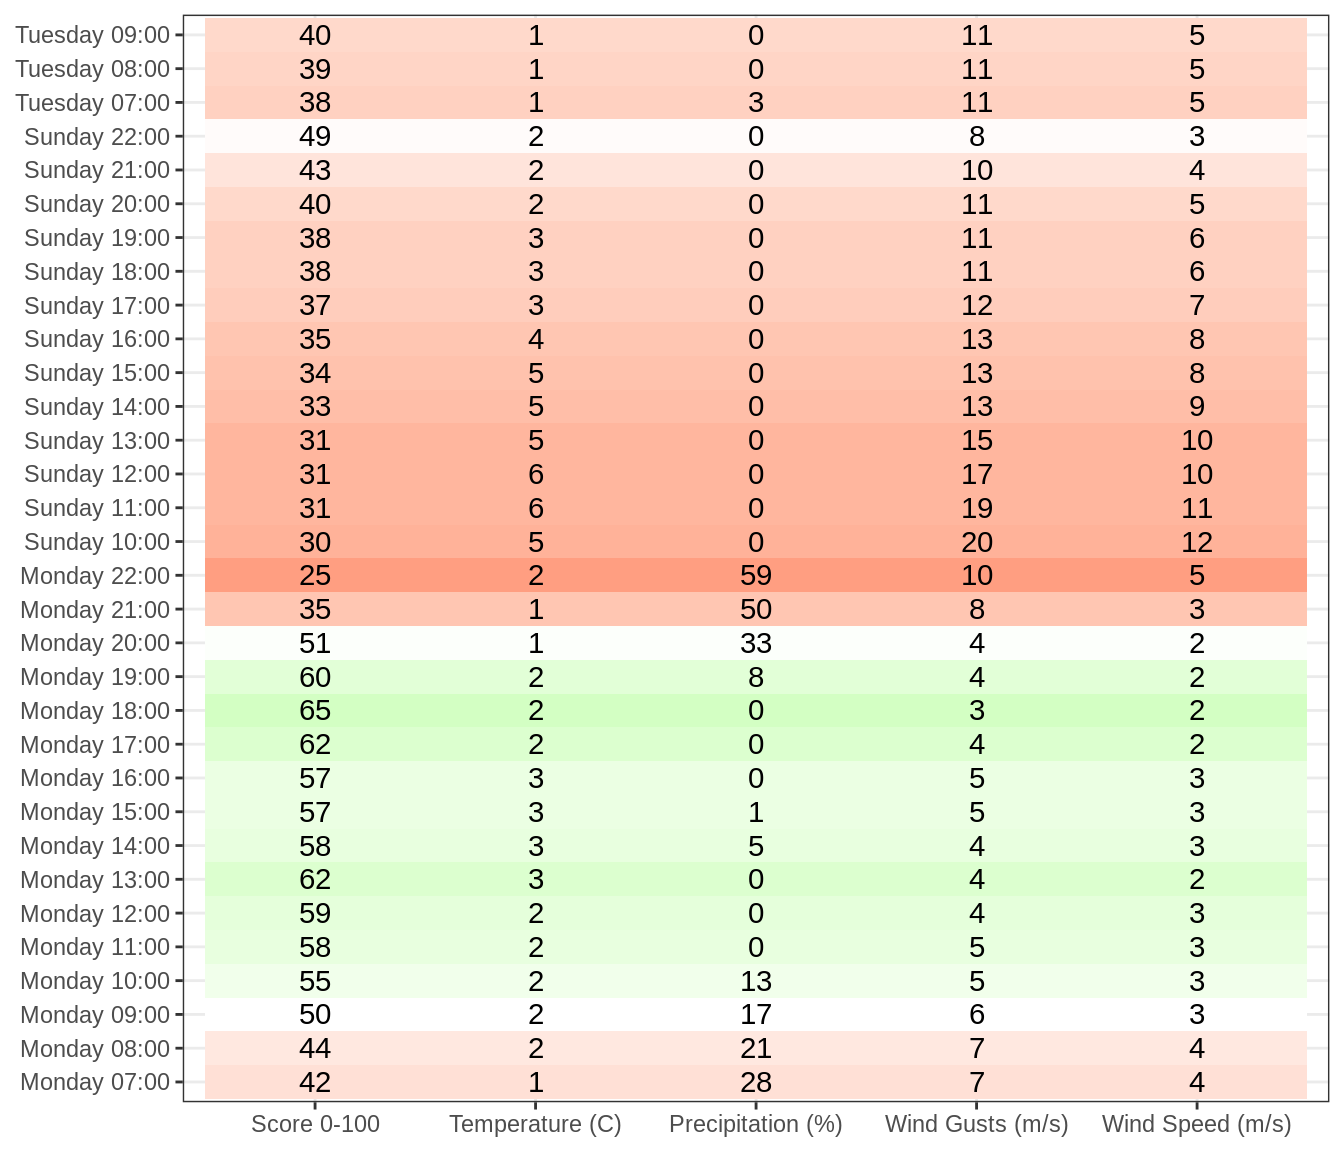 Tuesday 09:00 40 1 0 11 5
Tuesday 08:00 39 1 0 11 5
Tuesday 07:00 38 1 3 11 5
Sunday 22:00 49 2 0 8 3
Sunday 21:00 43 2 0 10 4
Sunday 20:00 40 2 0 11 5
Sunday 19:00 38 3 0 11 6
Sunday 18:00 38 3 0 11 6
Sunday 17:00 37 3 0 12 7
Sunday 16:00 35 4 0 13 8
Sunday 15:00 34 5 0 13 8
Sunday 14:00 33 5 0 13 9
Sunday 13:00 31 5 0 15 10
Sunday 12:00 31 6 0 17 10
Sunday 11:00 31 6 0 19 11
Sunday 10:00 30 5 0 20 12
Monday 22:00 25 2 59 10 5
Monday 21:00 35 1 50 8 3
Monday 20:00 51 1 33 4 2
Monday 19:00 60 2 8 4 2
Monday 18:00 65 2 0 3 2
Monday 17:00 62 2 0 4 2
Monday 16:00 57 3 0 5 3
Monday 15:00 57 3 1 5 3
Monday 14:00 58 3 5 4 3
Monday 13:00 62 3 0 4 2
Monday 12:00 59 2 0 4 3
Monday 11:00 58 2 0 5 3
Monday 10:00 55 2 13 5 3
Monday 09:00 50 2 17 6 3
Monday 08:00 44 2 21 7 4
Monday 07:00 42 1 28 7 4
Score 0-100 Temperature (C) Precipitation (%) Wind Gusts (m/s) Wind Speed (m/s)